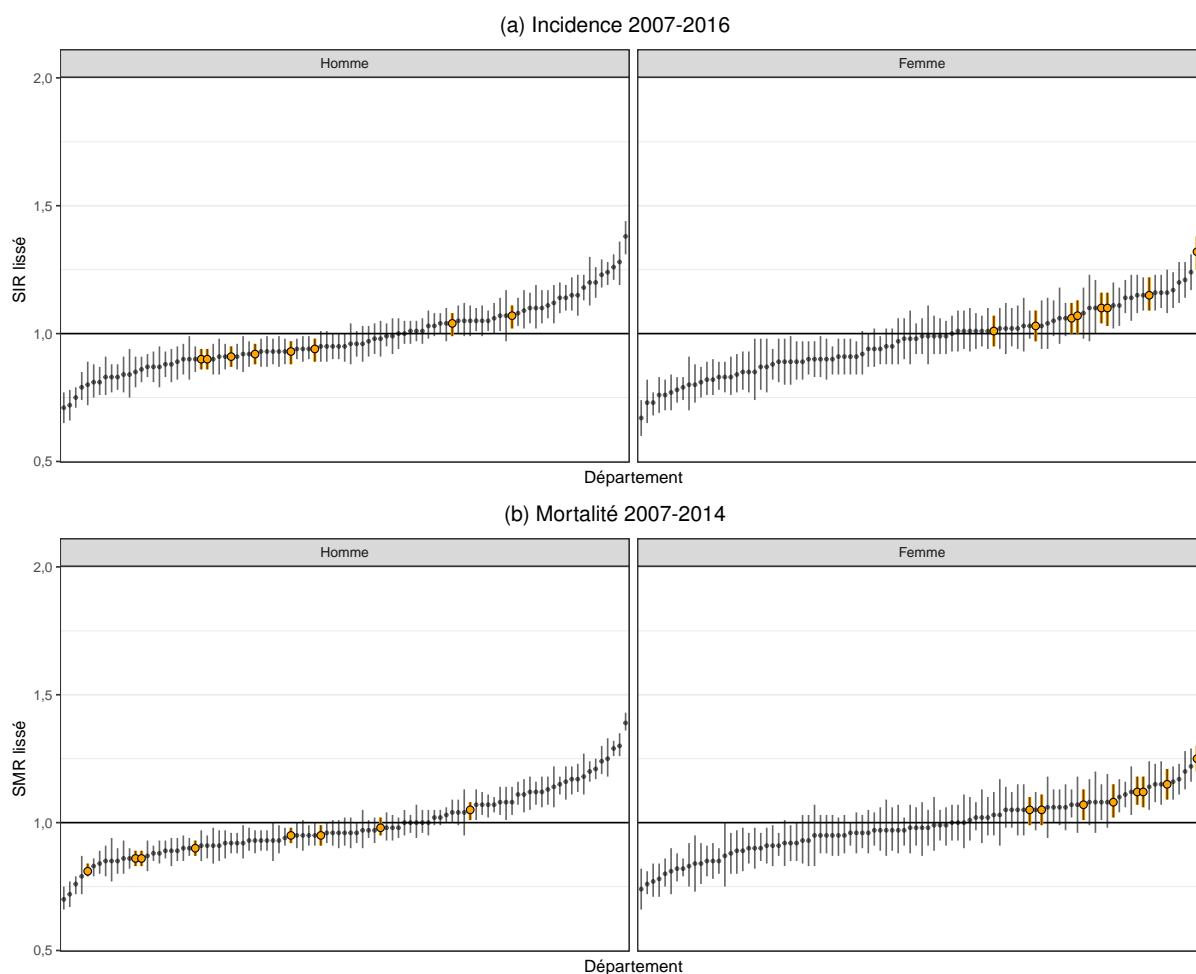 (a) Incidence 2007-2016
Homme
Femme
2,0
1,5
1,0
0,5
SIR lissé
Département
(b) Mortalité 2007-2014
Homme
Femme
2,0
1,5
1,0
0,5
SMR lissé
Département